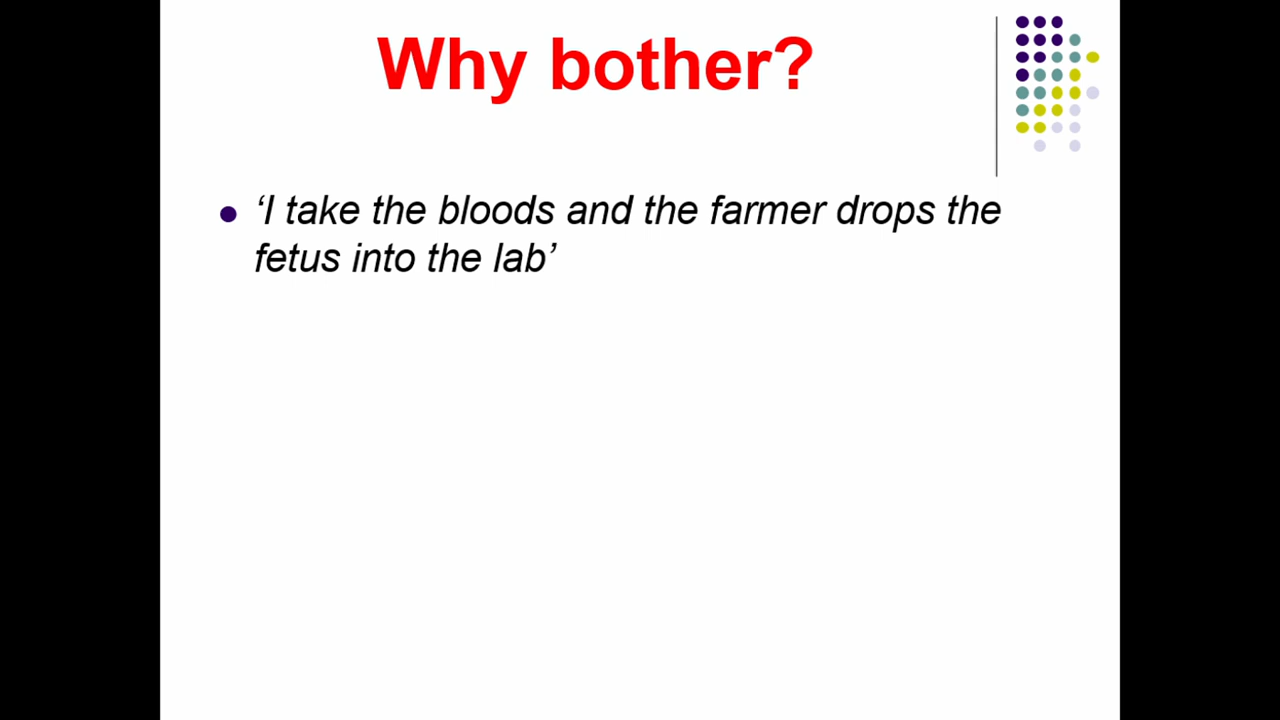 Why bother?
‘I take the bloods and the farmer drops the
fetus into the lab’